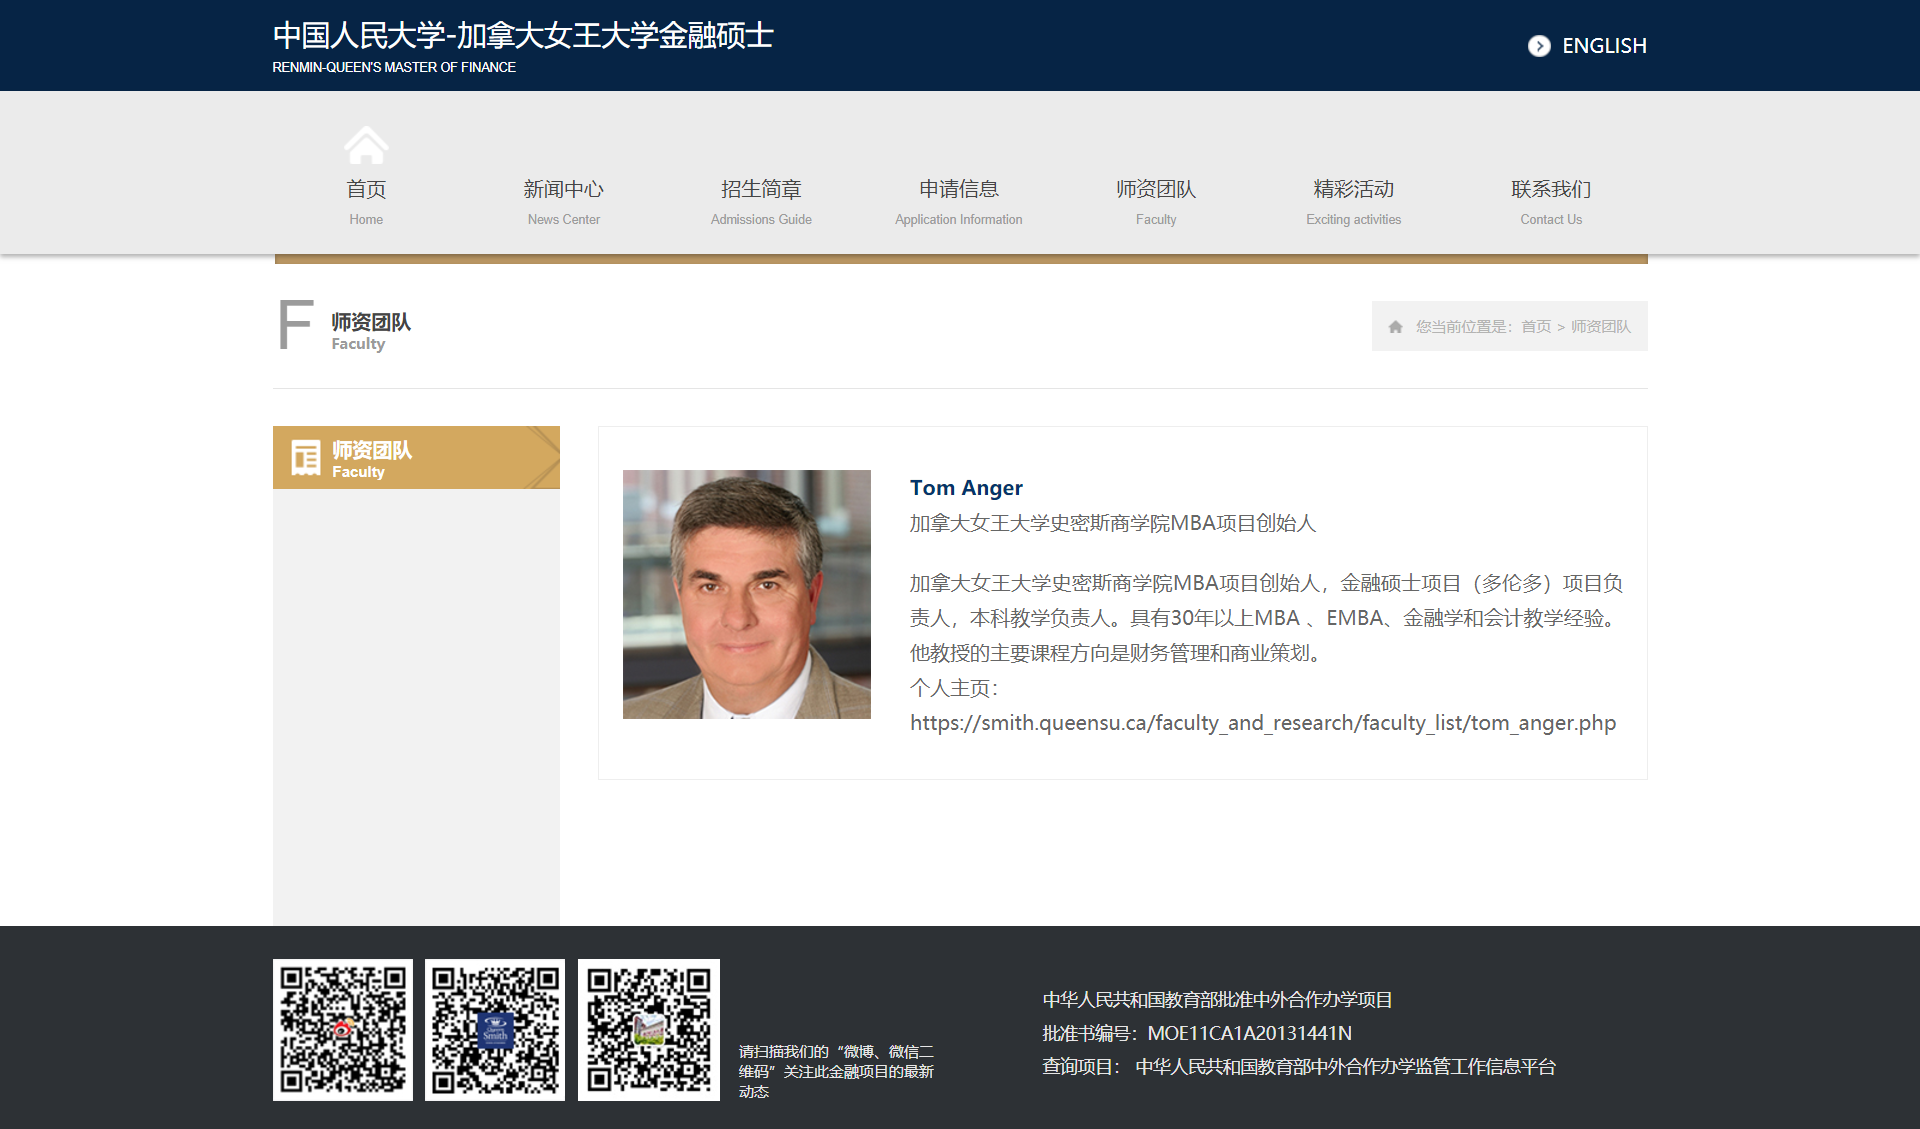 中国人民大学-加拿大女王大学金融硕士
RENMIN-QUEEN'S MASTER OF FINANCE
ENGLISH
首页
Home
新闻中心
News Center
招生简章
Admissions Guide
申请信息
Application Information
师资团队
Faculty
精彩活动
Exciting activities
联系我们
Contact Us
F
师资团队
Faculty
您当前位置是：首页 > 师资团队
师资团队
Faculty
Tom Anger
加拿大女王大学史密斯商学院MBA项目创始人
加拿大女王大学史密斯商学院MBA项目创始人，金融硕士项目（多伦多）项目负
责人，本科教学负责人。具有30年以上MBA 、EMBA、金融学和会计教学经验。
他教授的主要课程方向是财务管理和商业策划。
个人主页：
https://smith.queensu.ca/faculty_and_research/faculty_list/tom_anger.php
Smith
请扫描我们的“微博、微信二
维码”关注此金融项目的最新
动态
中华人民共和国教育部批准中外合作办学项目
批准书编号：MOE11CA1A20131441N
查询项目： 中华人民共和国教育部中外合作办学监管工作信息平台